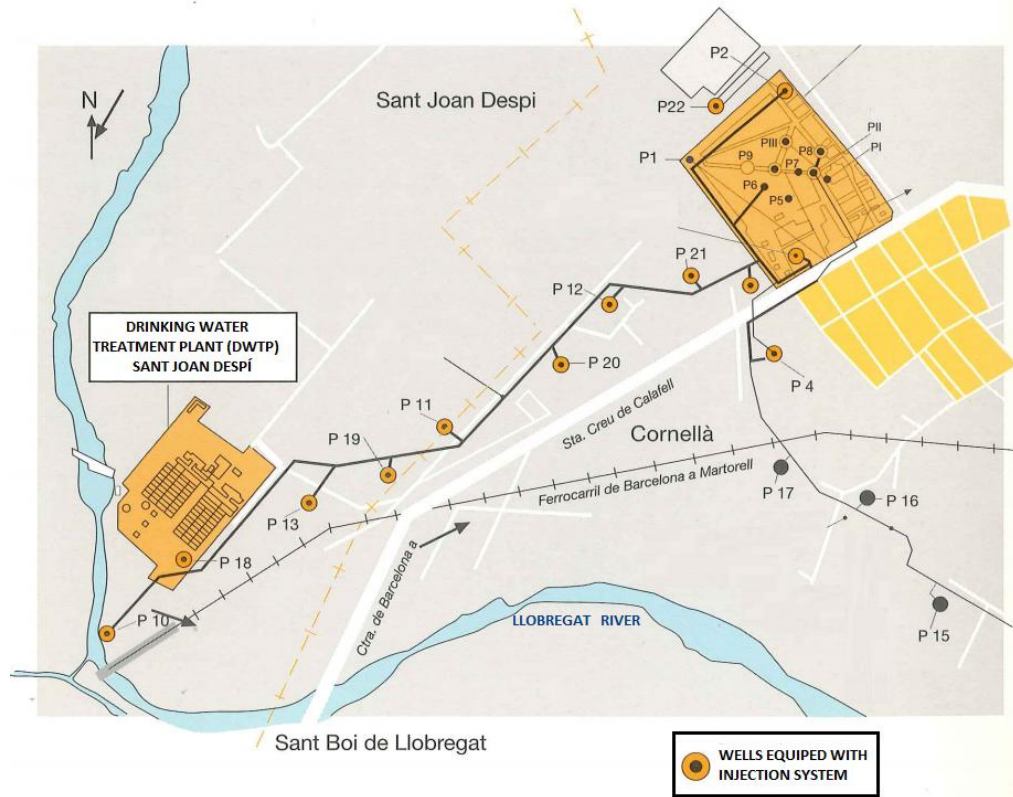 N
Sant Joan Despi
P2
P22
P1
PIII
P8
PII
PI
P9
P7
P6
P5
P 21
P 12
P 20
P 4
DRINKING WATER
TREATMENT PLANT (DWTP)
SANT JOAN DESPÍ
P 11
P 19
P 13
P 18
P 10
Sta. Creu de Calafell
Cornellà
Ferrocarril de Barcelona a Martorell
P 17
P 16
P 15
Ctra. de Barcelona a
LLOBREGAT RIVER
Sant Boi de Llobregat
WELLS EQUIPED WITH
INJECTION SYSTEM